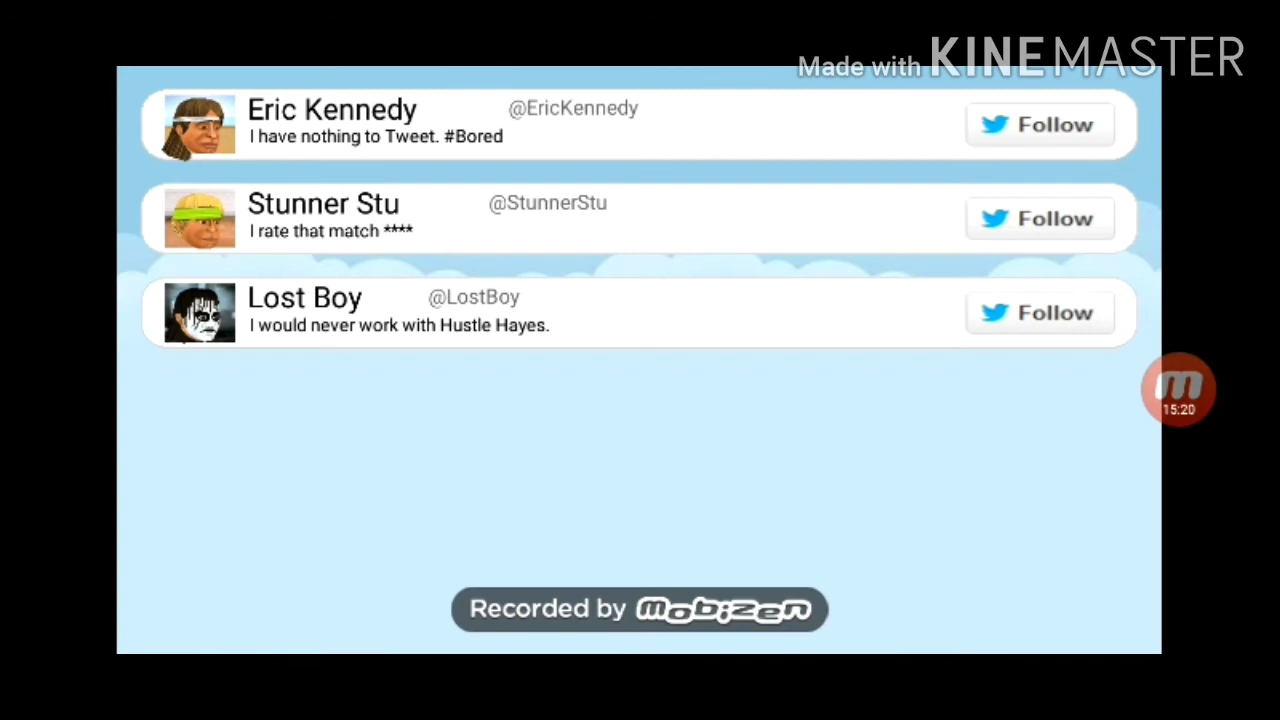 Made with KINEMASTER
Eric Kennedy @EricKennedy
I have nothing to Tweet. #Bored
Follow
Stunner Stu @StunnerStu
I rate that match ****
Follow
Lost Boy @LostBoy
I would never work with Hustle Hayes.
Follow
m
15:20
Recorded by mobizen